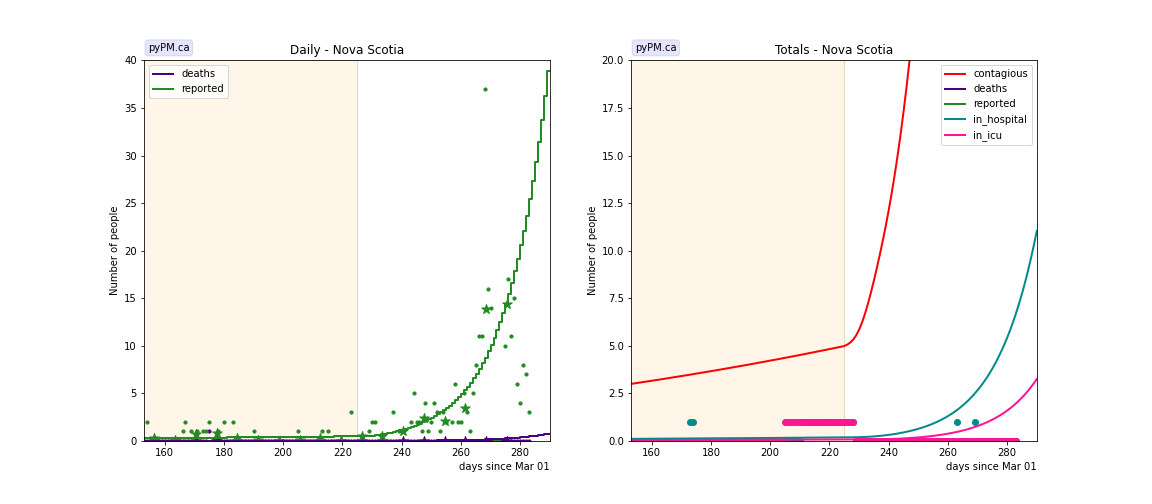 pyPM.ca
Daily - Nova Scotia
deaths
reported
40
35
30
25
20
15
10
5
0
Number of people
160
180
200
220
240
260
280
days since Mar 01
pyPM.ca
Totals - Nova Scotia
contagious
deaths
reported
in_hospital
in_icu
20.0
17.5
15.0
12.5
10.0
7.5
5.0
2.5
0.0
Number of people
160
180
200
220
240
260
280
days since Mar 01